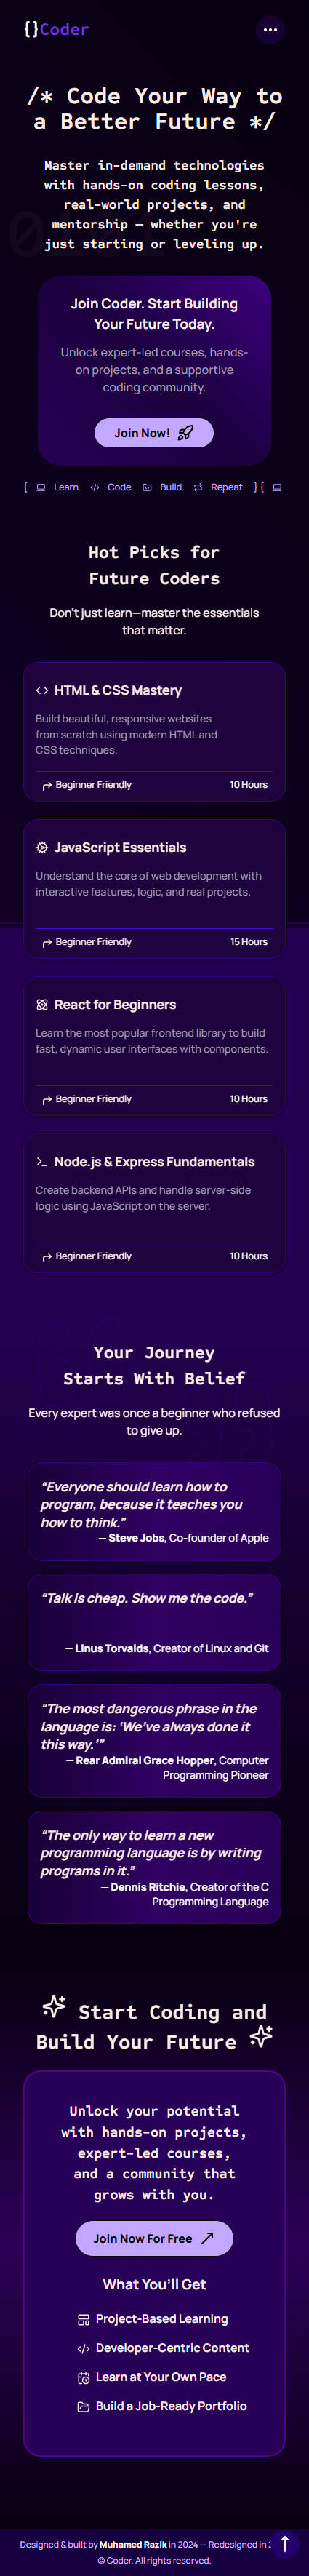 {}Coder
/* Code Your Way to
a Better Future */
Master in-demand technologies
with hands-on coding lessons,
real-world projects, and
mentorship — whether you're
just starting or leveling up.
Join Coder. Start Building
Your Future Today.
Unlock expert-led courses, hands-
on projects, and a supportive
coding community.
Join Now!
{ Learn. Code. Build. Repeat. } {
Hot Picks for
Future Coders
Don't just learn—master the essentials
that matter.
HTML & CSS Mastery
Build beautiful, responsive websites
from scratch using modern HTML and
CSS techniques.
Beginner Friendly 10 Hours
JavaScript Essentials
Understand the core of web development with
interactive features, logic, and real projects.
Beginner Friendly 15 Hours
React for Beginners
Learn the most popular frontend library to build
fast, dynamic user interfaces with components.
Beginner Friendly 10 Hours
Node.js & Express Fundamentals
Create backend APIs and handle server-side
logic using JavaScript on the server.
Beginner Friendly 10 Hours
Your Journey
Starts With Belief
Every expert was once a beginner who refused
to give up.
“Everyone should learn how to
program, because it teaches you
how to think.”
— Steve Jobs, Co-founder of Apple
“Talk is cheap. Show me the code.”
— Linus Torvalds, Creator of Linux and Git
“The most dangerous phrase in the
language is: ‘We’ve always done it
this way.’”
— Rear Admiral Grace Hopper, Computer
Programming Pioneer
“The only way to learn a new
programming language is by writing
programs in it.”
— Dennis Ritchie, Creator of the C
Programming Language
Start Coding and
Build Your Future
Unlock your potential
with hands-on projects,
expert-led courses,
and a community that
grows with you.
Join Now For Free
What You'll Get
Project-Based Learning
Developer-Centric Content
Learn at Your Own Pace
Build a Job-Ready Portfolio
Designed & built by Muhamed Razik in 2024 — Redesigned in
© Coder. All rights reserved.